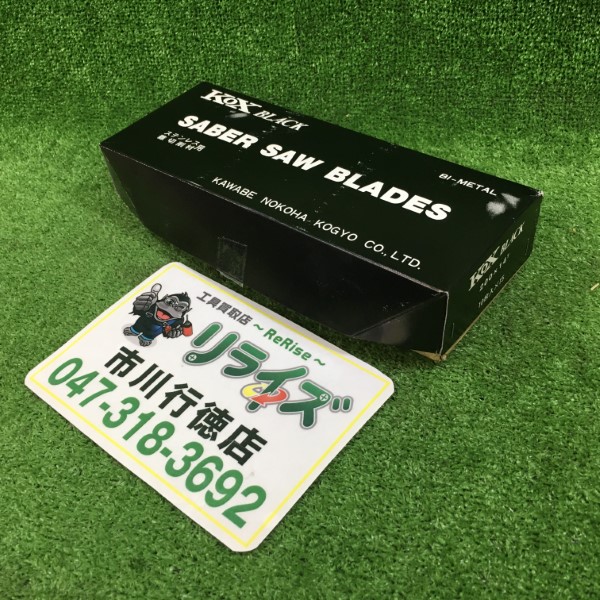 KOX BLACK
SABER SAW BLADES
ステンレス用
BI-METAL
KAWABE NOKOHA KOGYO CO., LTD.
KOX BLACK
工具買取店
〜ReRise〜
リライズ
市川行徳店
047-318-3692